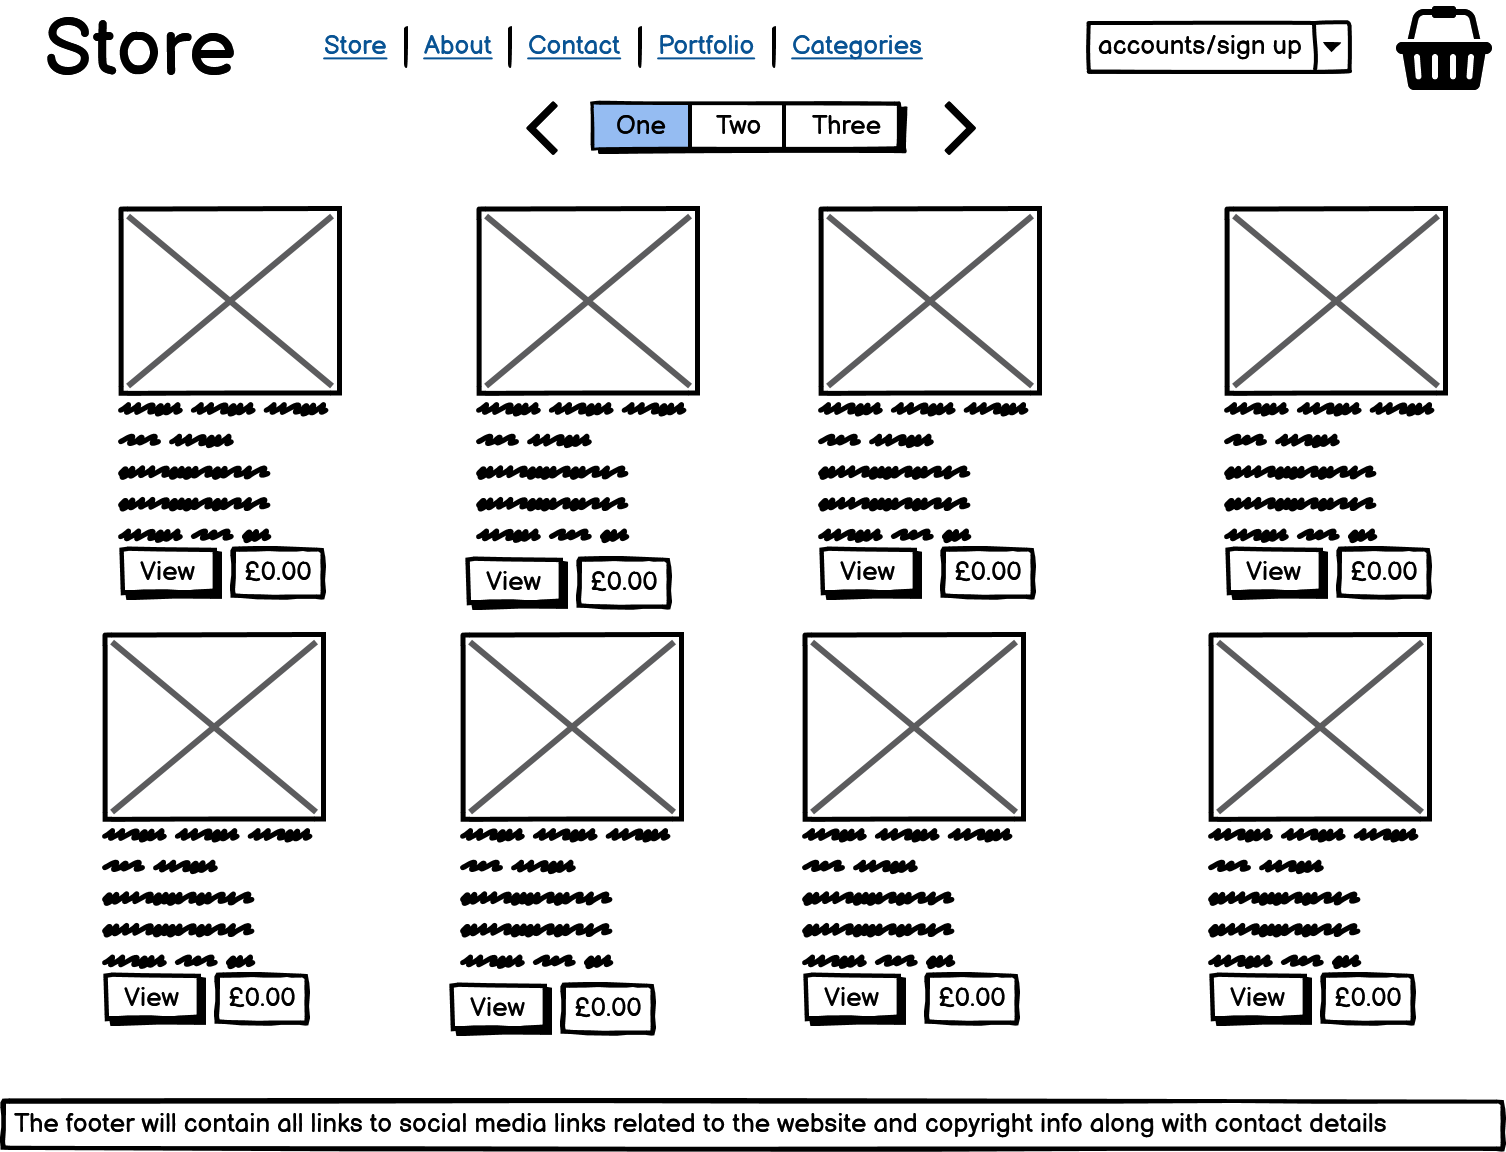 Store
Store About Contact Portfolio Categories
accounts/sign up
One Two Three
View £0.00 View £0.00 View £0.00 View £0.00
View £0.00 View £0.00 View £0.00 View £0.00
The footer will contain all links to social media links related to the website and copyright info along with contact details